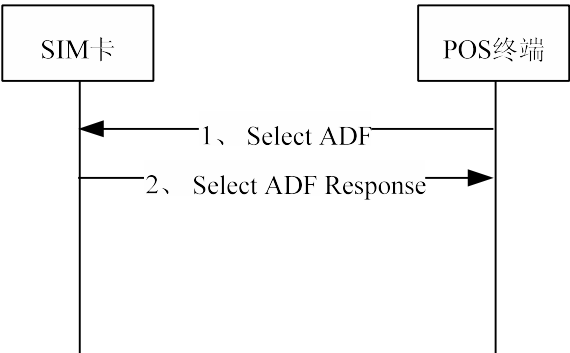 SIM卡
POS终端
1、 Select ADF
2、 Select ADF Response